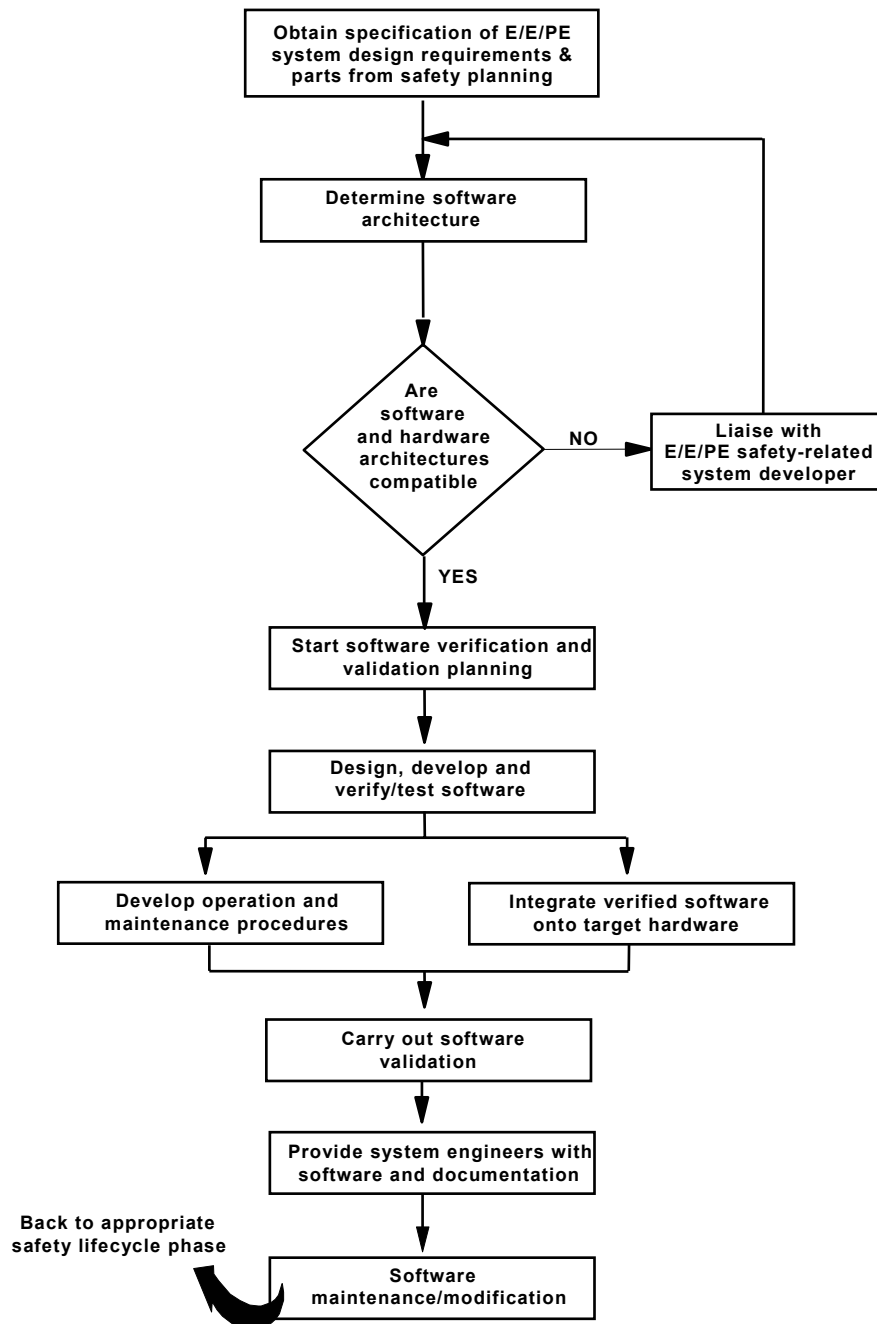 Obtain specification of E/E/PE
system design requirements &
parts from safety planning
Determine software
architecture
Are
software
and hardware
architectures
compatible
NO
Liaise with
E/E/PE safety-related
system developer
YES
Start software verification and
validation planning
Design, develop and
verify/test software
Develop operation and
maintenance procedures
Integrate verified software
onto target hardware
Carry out software
validation
Provide system engineers with
software and documentation
Back to appropriate
safety lifecycle phase
Software
maintenance/modification